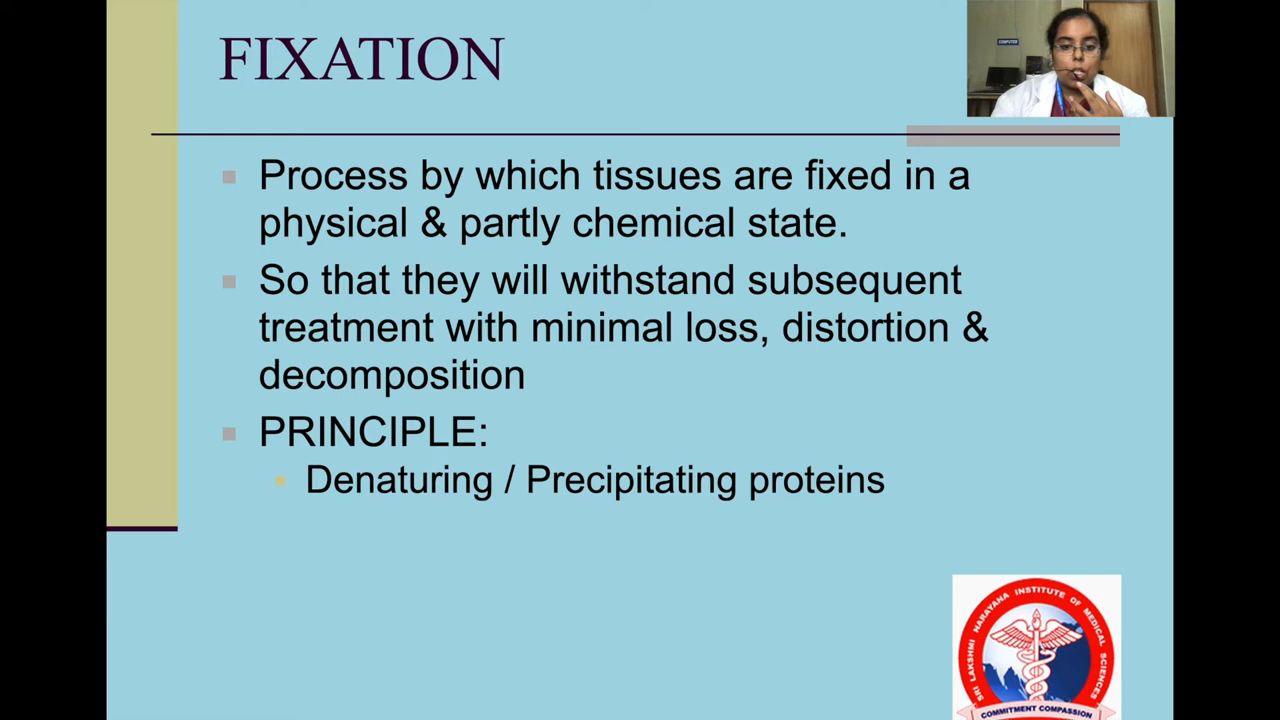 FIXATION
COMPUTER
Process by which tissues are fixed in a
physical & partly chemical state.
So that they will withstand subsequent
treatment with minimal loss, distortion &
decomposition
PRINCIPLE:
Denaturing / Precipitating proteins
SRI LAKSHMI NARAYANA INSTITUTE OF MEDICAL SCIENCES
COMMITMENT COMPASSION